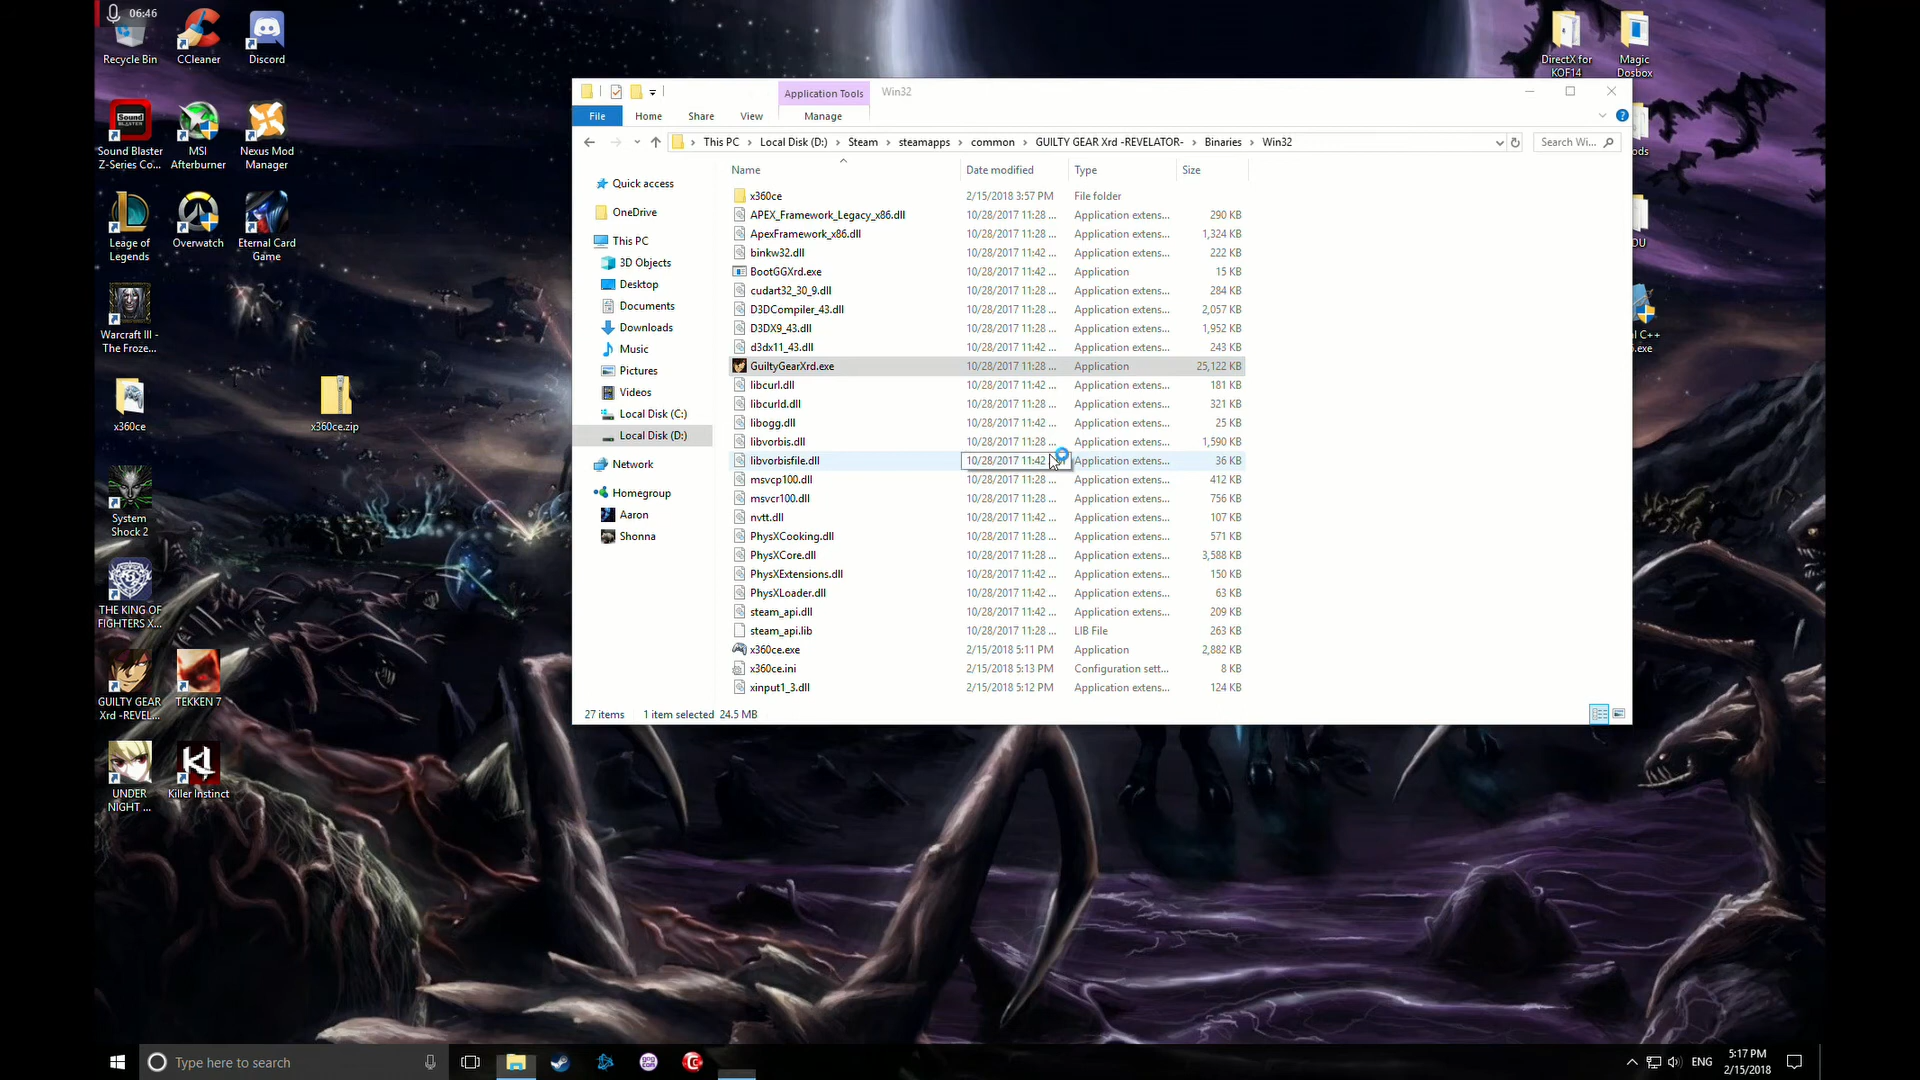 06:46
Recycle Bin
CCleaner
Discord
Sound Blaster
Z-Series Co...
MSI
Afterburner
Nexus Mod
Manager
Leage of
Legends
Overwatch
Eternal Card
Game
Warcraft III -
The Froze...
x360ce
x360ce.zip
System
Shock 2
THE KING OF
FIGHTERS X...
GUILTY GEAR
Xrd -REVEL...
TEKKEN 7
UNDER
NIGHT ...
Killer Instinct
DirectX for
KOF14
Magic
Dosbox
Application Tools
Win32
File
Home
Share
View
Manage
This PC
Local Disk (D:)
Steam
steamapps
common
GUILTY GEAR Xrd -REVELATOR-
Binaries
Win32
Search Wi...
Quick access
OneDrive
This PC
3D Objects
Desktop
Documents
Downloads
Music
Pictures
Videos
Local Disk (C:)
Local Disk (D:)
Network
Homegroup
Aaron
Shonna
Name Date modified Type Size
x360ce 2/15/2018 3:57 PM File folder
APEX_Framework_Legacy_x86.dll 10/28/2017 11:28 ... Application extens... 290 KB
ApexFramework_x86.dll 10/28/2017 11:28 ... Application extens... 1,324 KB
binkw32.dll 10/28/2017 11:42 ... Application extens... 222 KB
BootGGXrd.exe 10/28/2017 11:42 ... Application 15 KB
cudart32_30_9.dll 10/28/2017 11:28 ... Application extens... 284 KB
D3DCompiler_43.dll 10/28/2017 11:28 ... Application extens... 2,057 KB
D3DX9_43.dll 10/28/2017 11:28 ... Application extens... 1,952 KB
d3dx11_43.dll 10/28/2017 11:42 ... Application extens... 243 KB
GuiltyGearXrd.exe 10/28/2017 11:28 ... Application 25,122 KB
libcurl.dll 10/28/2017 11:42 ... Application extens... 181 KB
libcurld.dll 10/28/2017 11:28 ... Application extens... 321 KB
libogg.dll 10/28/2017 11:42 ... Application extens... 25 KB
libvorbis.dll 10/28/2017 11:28 ... Application extens... 1,590 KB
libvorbisfile.dll 10/28/2017 11:42 Application extens... 36 KB
msvcp100.dll 10/28/2017 11:28 ... Application extens... 412 KB
msvcr100.dll 10/28/2017 11:28 ... Application extens... 756 KB
nvtt.dll 10/28/2017 11:42 ... Application extens... 107 KB
PhysXCooking.dll 10/28/2017 11:28 ... Application extens... 571 KB
PhysXCore.dll 10/28/2017 11:28 ... Application extens... 3,588 KB
PhysXExtensions.dll 10/28/2017 11:42 ... Application extens... 150 KB
PhysXLoader.dll 10/28/2017 11:42 ... Application extens... 63 KB
steam_api.dll 10/28/2017 11:42 ... Application extens... 209 KB
steam_api.lib 10/28/2017 11:28 ... LIB File 263 KB
x360ce.exe 2/15/2018 5:11 PM Application 2,882 KB
x360ce.ini 2/15/2018 5:13 PM Configuration sett... 8 KB
xinput1_3.dll 2/15/2018 5:12 PM Application extens... 124 KB
27 items 1 item selected 24.5 MB
Type here to search
ENG
5:17 PM
2/15/2018